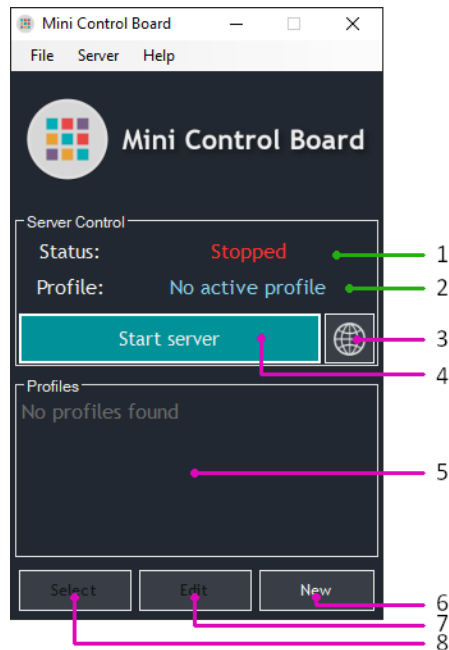 Mini Control Board
File Server Help
Mini Control Board
Server Control
Status: Stopped 1
Profile: No active profile 2
Start server 3
4
Profiles
No profiles found
5
Select Edit New
6
7
8